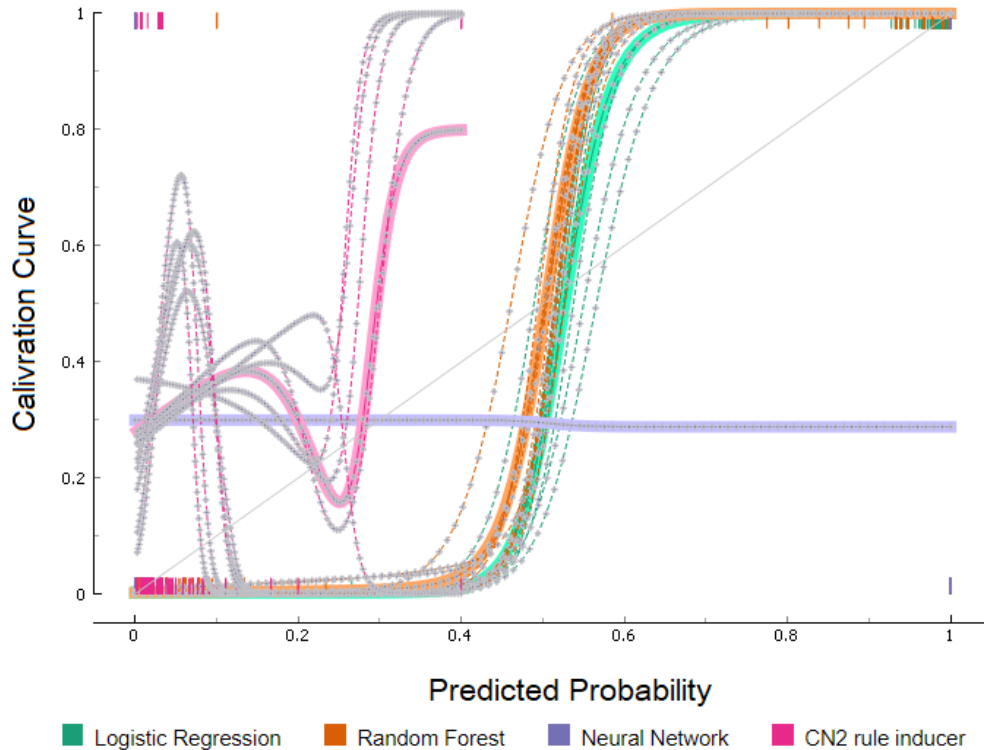 1
0.8
0.6
0.4
0.2
0
Calivration Curve
0 0.2 0.4 0.6 0.8 1
Predicted Probability
Logistic Regression Random Forest Neural Network CN2 rule inducer